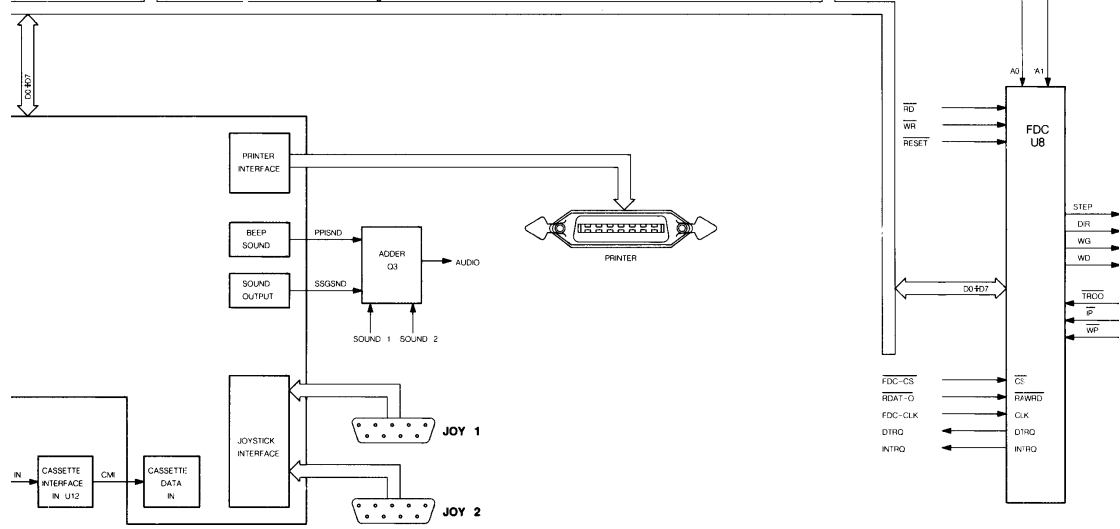 D0÷D7
A0 A1
RD
WR
RESET
FDC
U8
PRINTER
INTERFACE
STEP
DIR
WG
WD
BEEP
SOUND
PPISND
ADDER
Q3
AUDIO
PRINTER
SOUND
OUTPUT
SSGSND
D0÷D7
TROO
IP
WP
SOUND 1 SOUND 2
FDC-CS CS
RDAT-O RAWRD
FDC-CLK CLK
DTRQ DTRQ
INTRQ INTRQ
JOYSTICK
INTERFACE
JOY 1
JOY 2
IN
CASSETTE
INTERFACE
IN U12
CMI
CASSETTE
DATA
IN